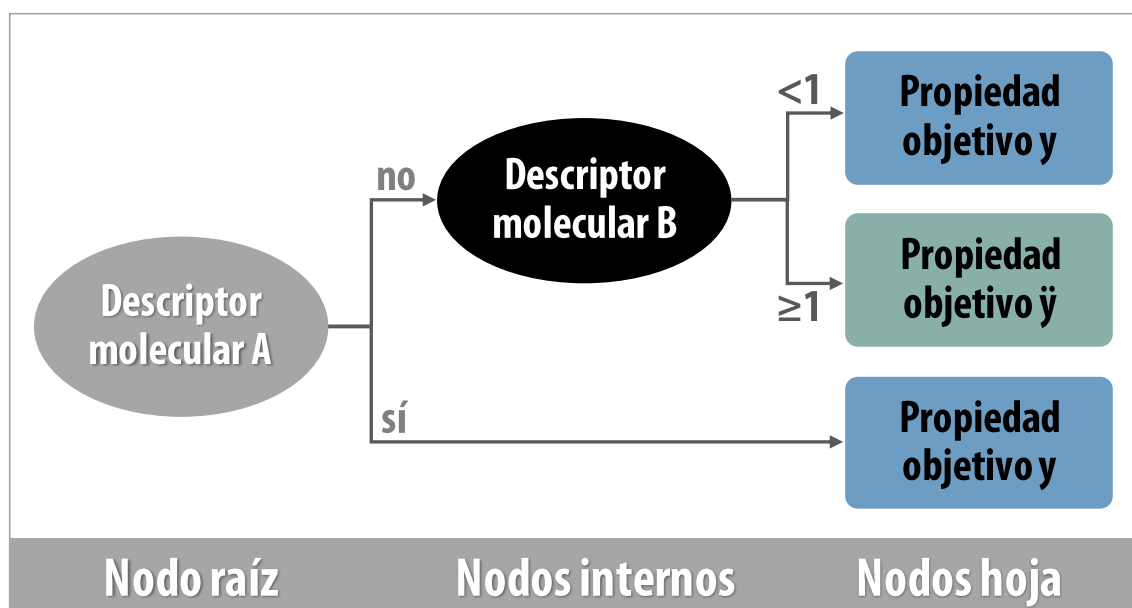 Descriptor
molecular A
no
sí
Descriptor
molecular B
<1
≥1
Propiedad
objetivo y
Propiedad
objetivo ÿ
Propiedad
objetivo y
Nodo raíz
Nodos internos
Nodos hoja